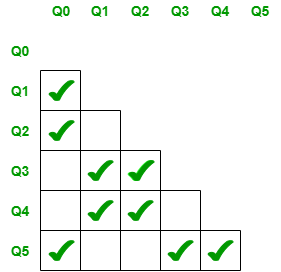 Q0 Q1 Q2 Q3 Q4 Q5
Q0
Q1 ✓
Q2 ✓
Q3 ✓ ✓
Q4 ✓ ✓
Q5 ✓ ✓ ✓